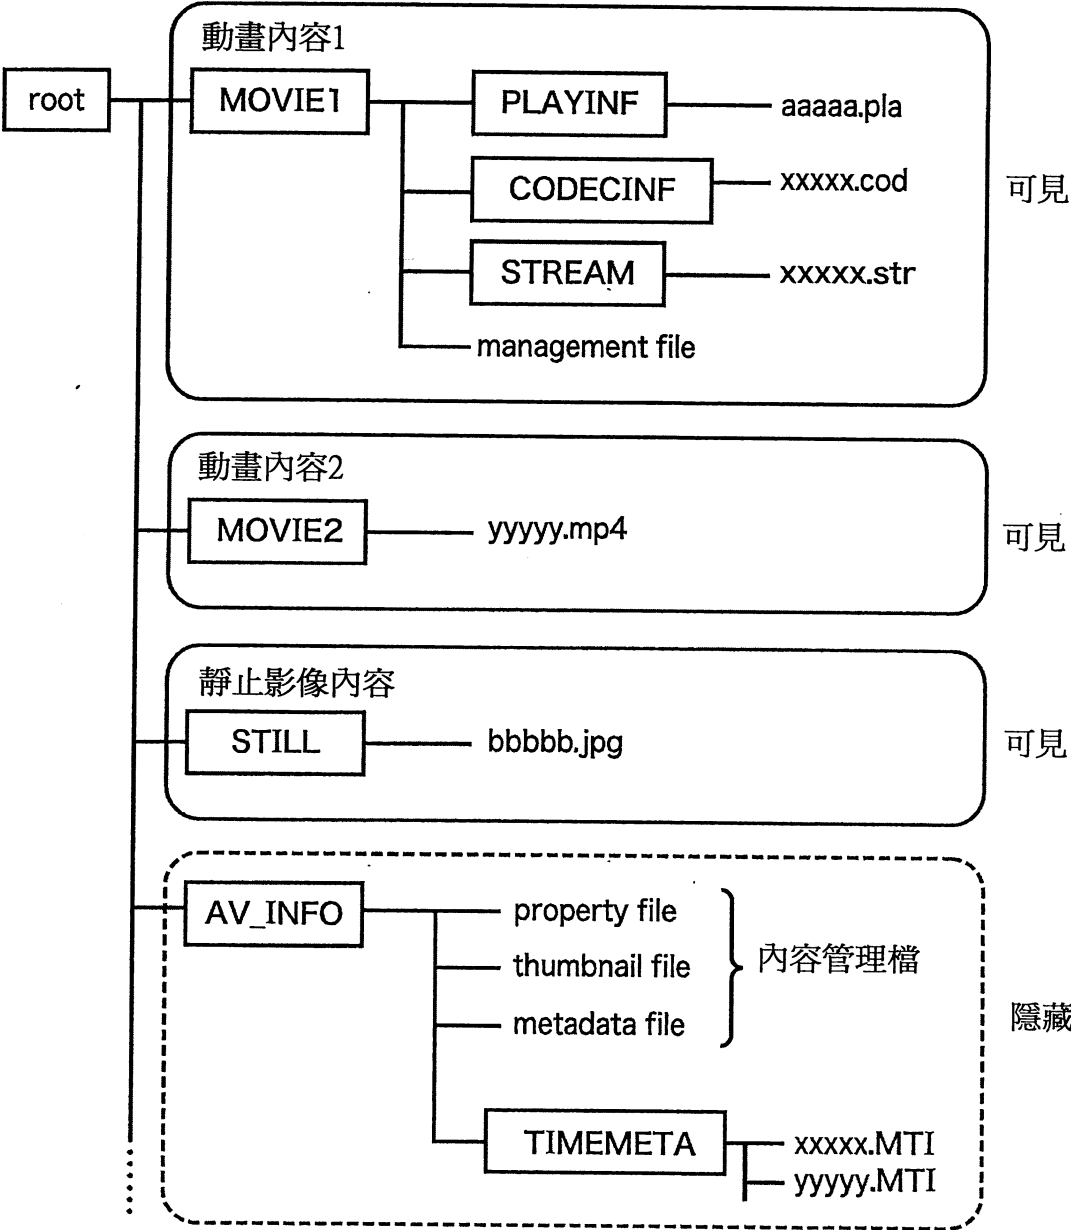 動畫內容1
root
MOVIE1
PLAYINF
aaaaa.pla
CODECINF
xxxxx.cod
可見
STREAM
xxxxx.str
management file
動畫內容2
MOVIE2
yyyyy.mp4
可見
靜止影像內容
STILL
bbbbb.jpg
可見
AV_INFO
property file
thumbnail file
內容管理檔
metadata file
隱藏
TIMEMETA
xxxxx.MTI
yyyyy.MTI